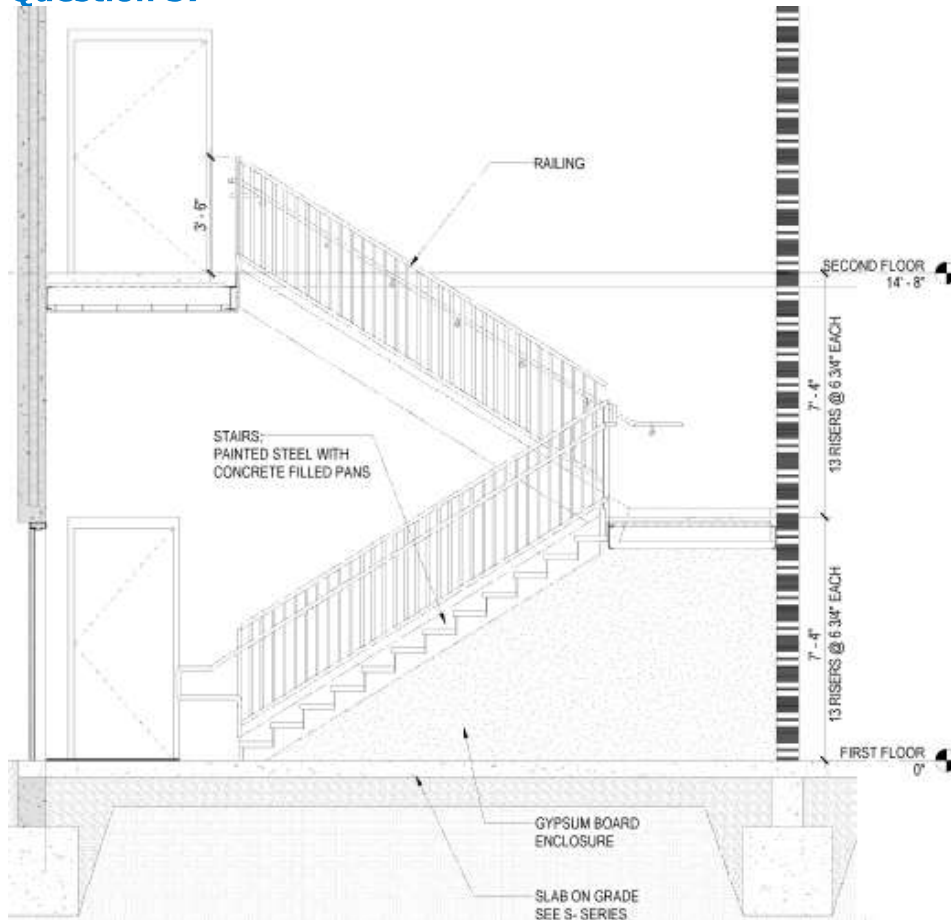 RAILING
3' - 6"
SECOND FLOOR
14' - 8"
7' - 4"
13 RISERS @ 6 3/4" EACH
STAIRS:
PAINTED STEEL WITH
CONCRETE FILLED PANS
7' - 4"
13 RISERS @ 6 3/4" EACH
FIRST FLOOR
0"
GYPSUM BOARD
ENCLOSURE
SLAB ON GRADE
SEE S- SERIES